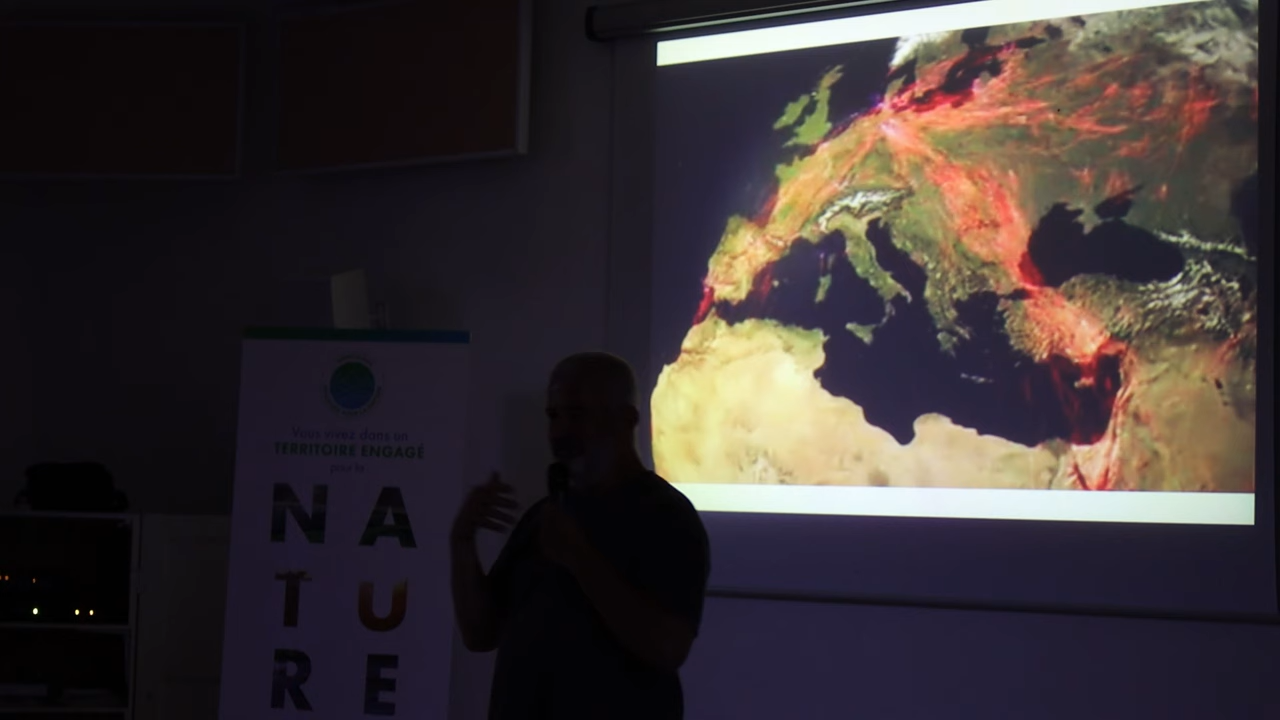 Vous vivez dans un
TERRITOIRE ENGAGÉ
pour la
N A
T U
R E